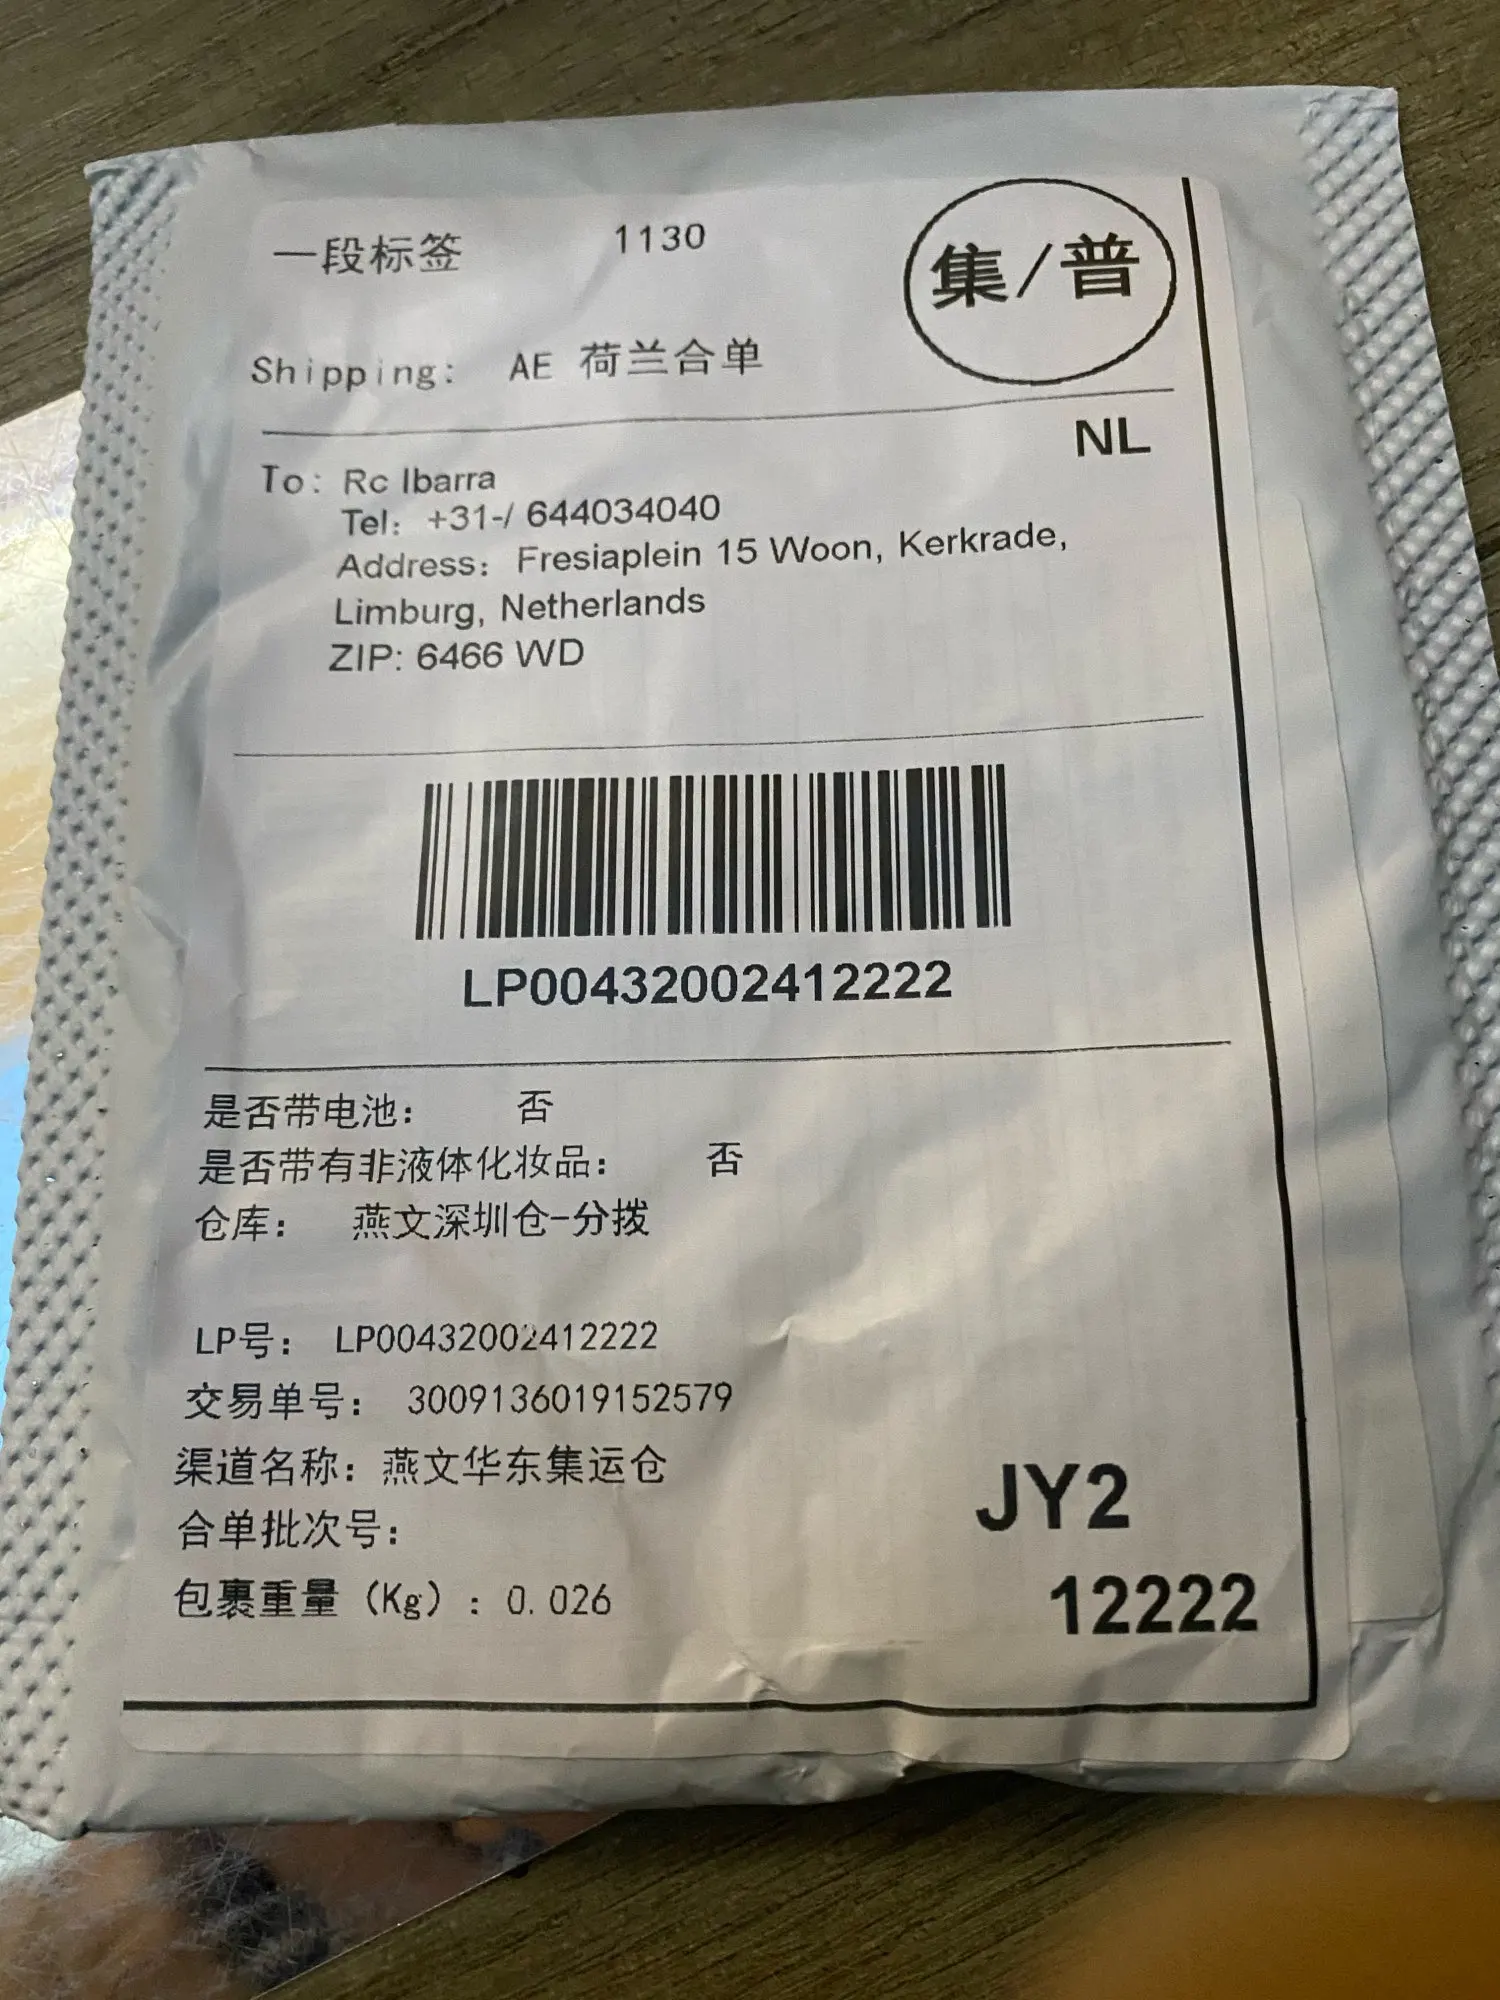 一段标签 1130 集/普
Shipping: AE 荷兰合单
NL
To: Rc Ibarra
Tel: +31-/ 644034040
Address: Fresiaplein 15 Woon, Kerkrade,
Limburg, Netherlands
ZIP: 6466 WD
LP00432002412222
是否带电池: 否
是否带有非液体化妆品: 否
仓库: 燕文深圳仓-分拨
LP号: LP00432002412222
交易单号: 3009136019152579
渠道名称: 燕文华东集运仓
合单批次号:
包裹重量 (Kg) : 0.026
JY2
12222